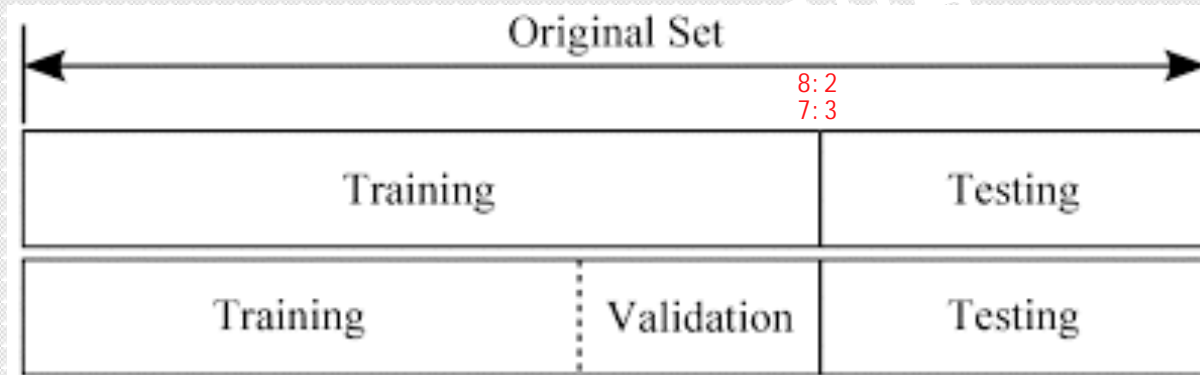 Original Set
8:2
7:3
Training Testing
Training Validation Testing